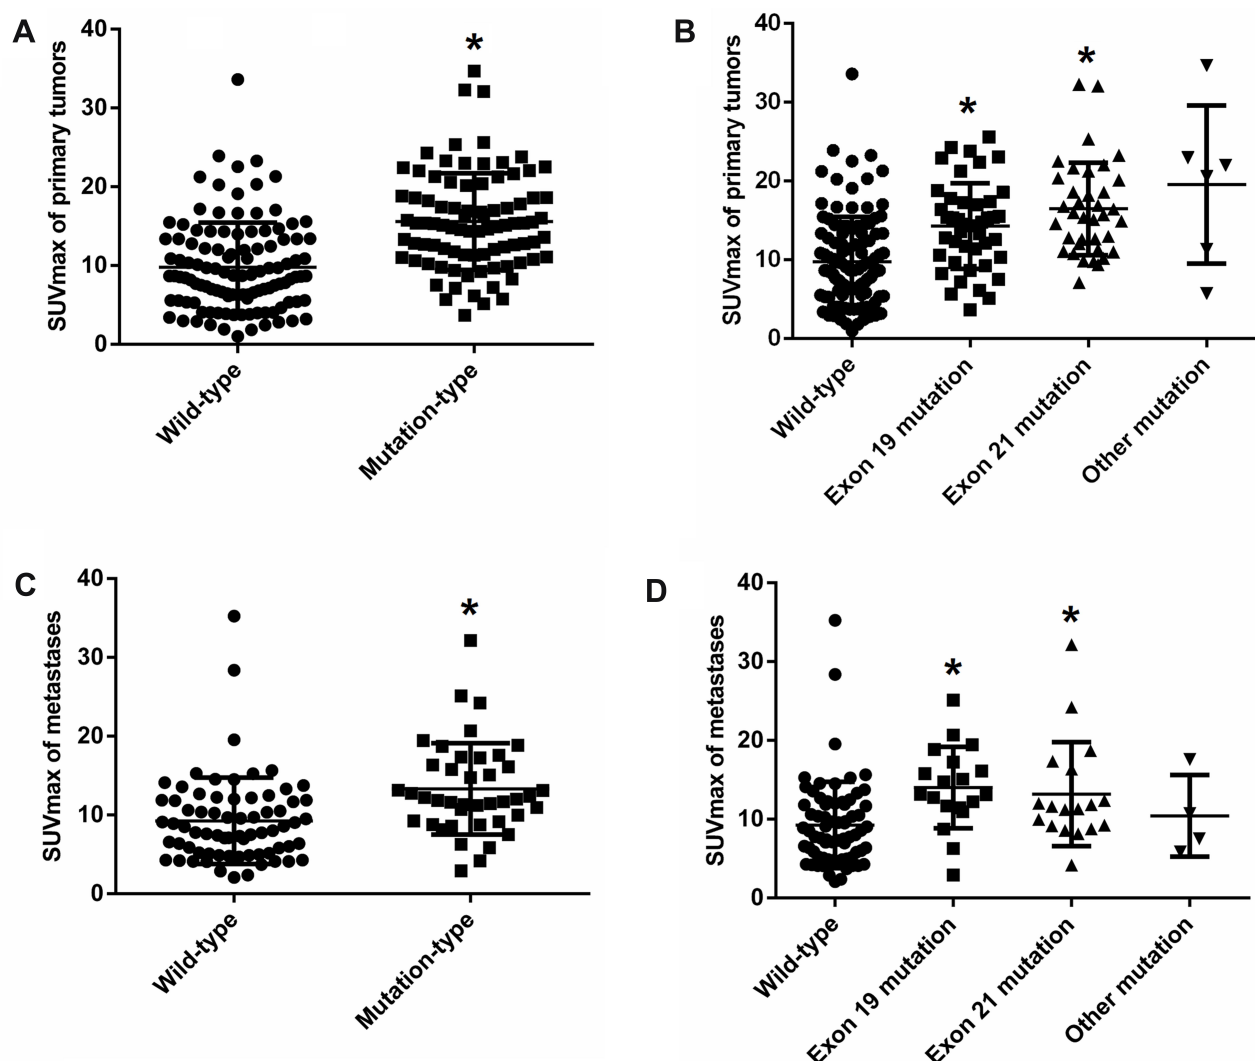 A
SUVmax of primary tumors
40
30
20
10
0
*
Wild-type
Mutation-type
B
SUVmax of primary tumors
40
30
20
10
0
*
*
Wild-type
Exon 19 mutation
Exon 21 mutation
Other mutation
C
SUVmax of metastases
40
30
20
10
0
*
Wild-type
Mutation-type
D
SUVmax of metastases
40
30
20
10
0
*
*
Wild-type
Exon 19 mutation
Exon 21 mutation
Other mutation